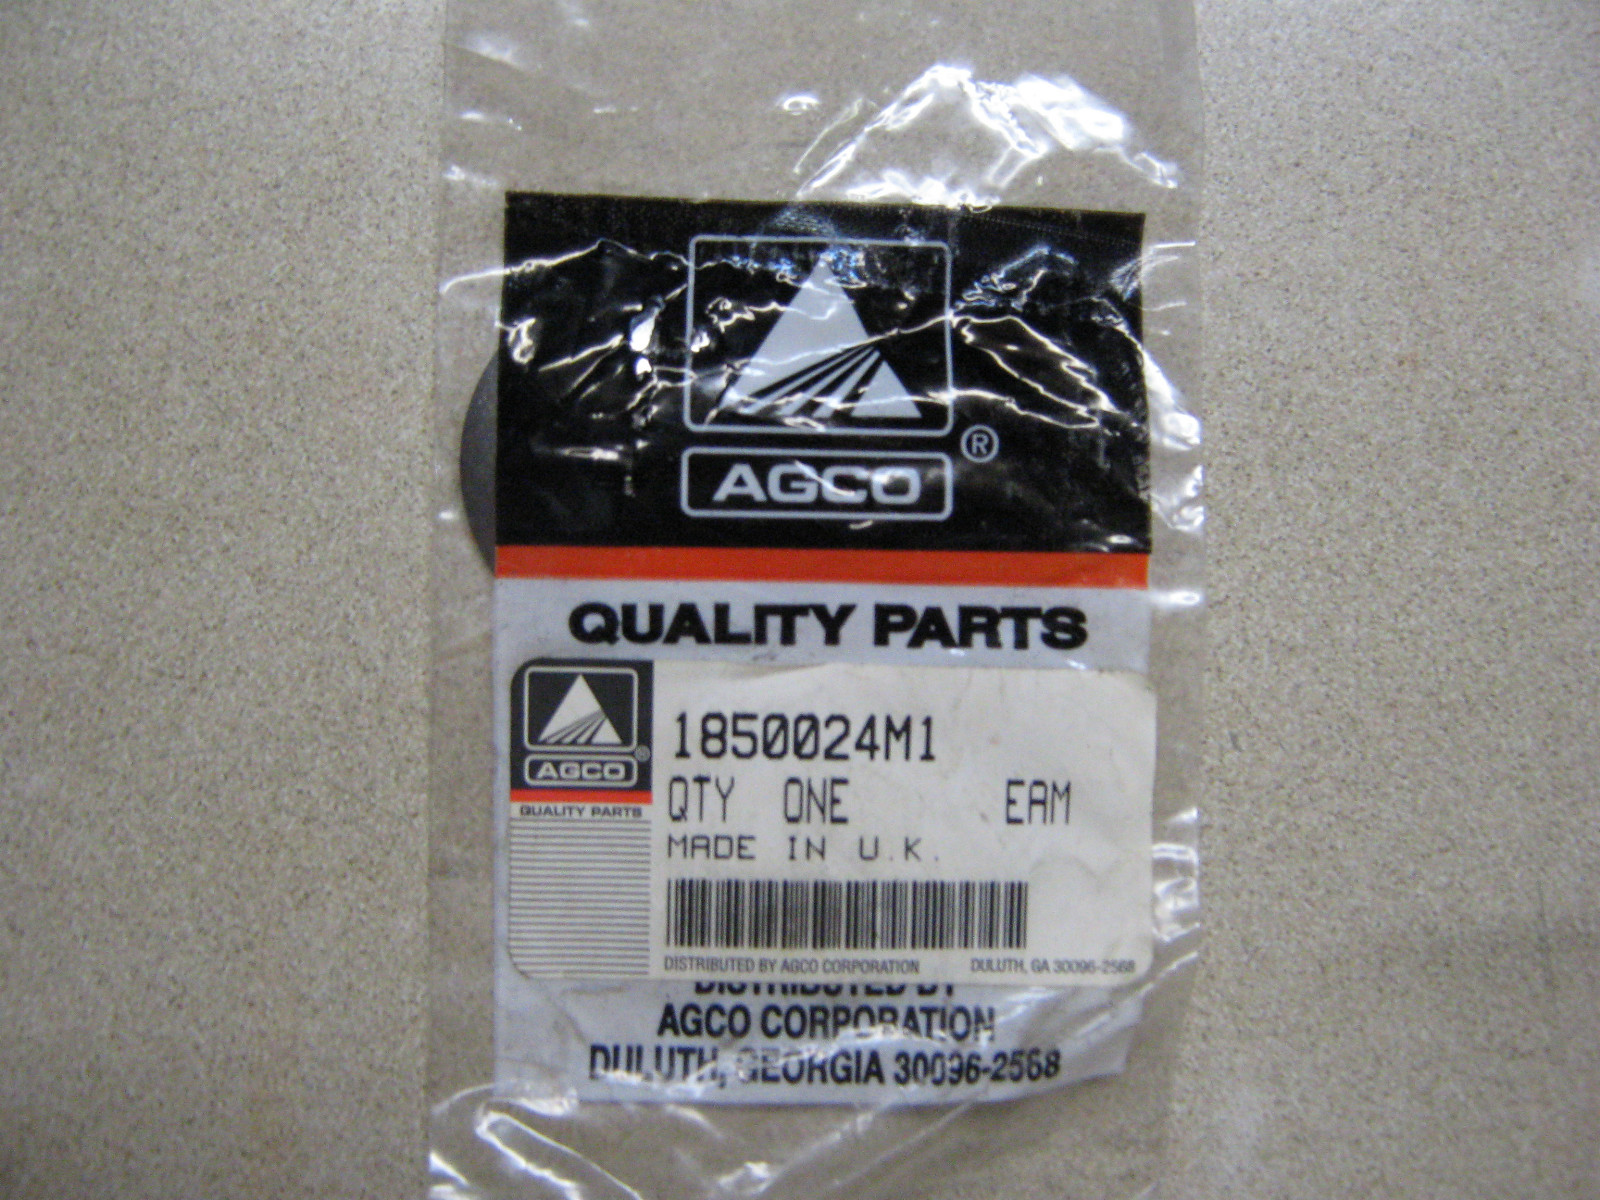 AGCO
®
QUALITY PARTS
AGCO
®
QUALITY PARTS
1850024M1
QTY ONE EAM
MADE IN U.K.
DISTRIBUTED BY AGCO CORPORATION DULUTH, GA 30096-2568
DISTRIBUTED BY
AGCO CORPORATION
DULUTH, GEORGIA 30096-2568